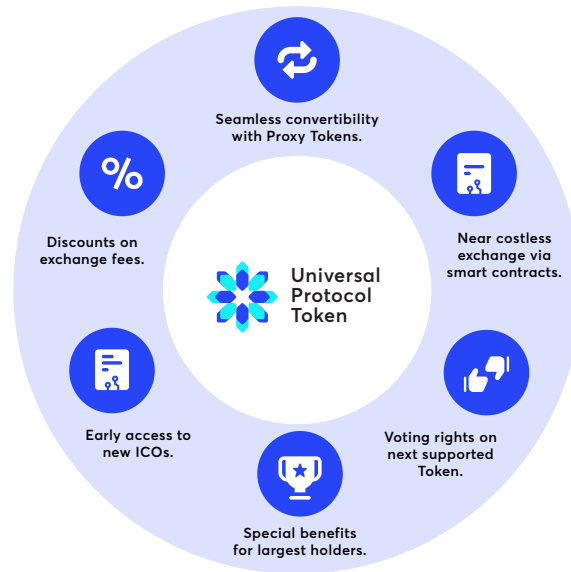 Seamless convertibility
with Proxy Tokens.
%
Discounts on
exchange fees.
Near costless
exchange via
smart contracts.
Universal
Protocol
Token
Early access to
new ICOs.
Voting rights on
next supported
Token.
Special benefits
for largest holders.